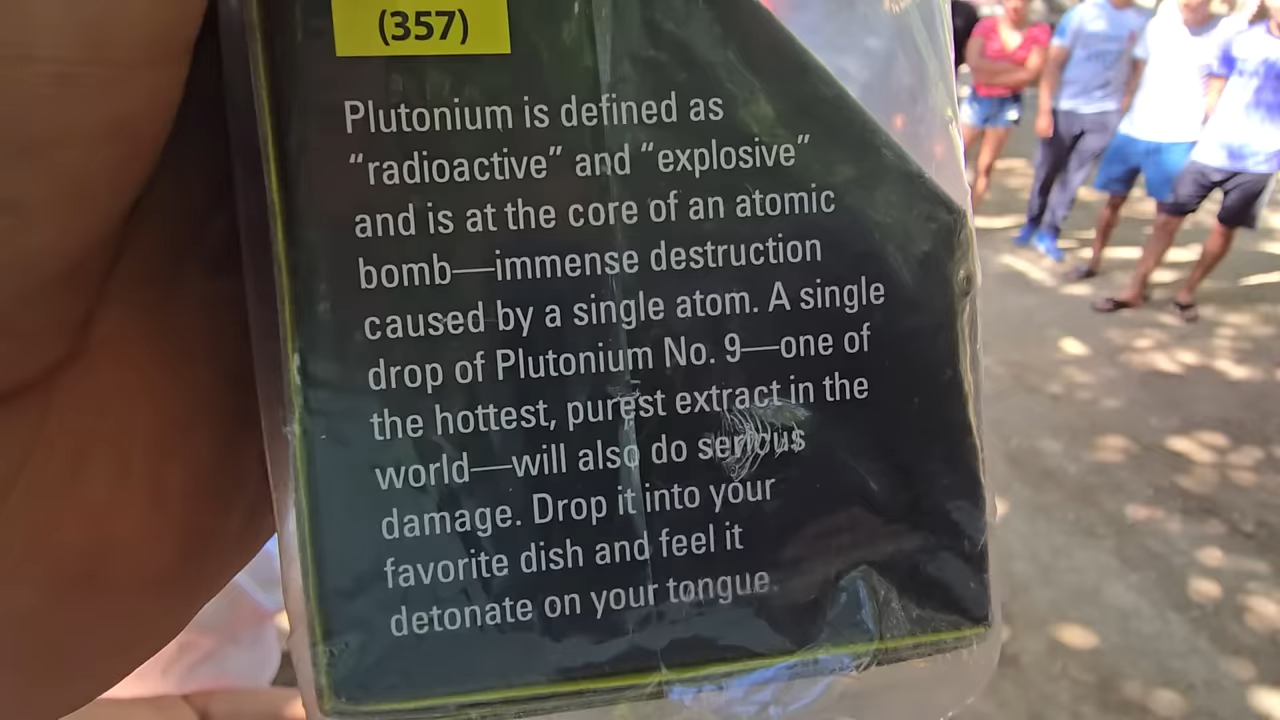 (357)
Plutonium is defined as
“radioactive” and “explosive”
and is at the core of an atomic
bomb—immense destruction
caused by a single atom. A single
drop of Plutonium No. 9—one of
the hottest, purest extract in the
world—will also do serious
damage. Drop it into your
favorite dish and feel it
detonate on your tongue.